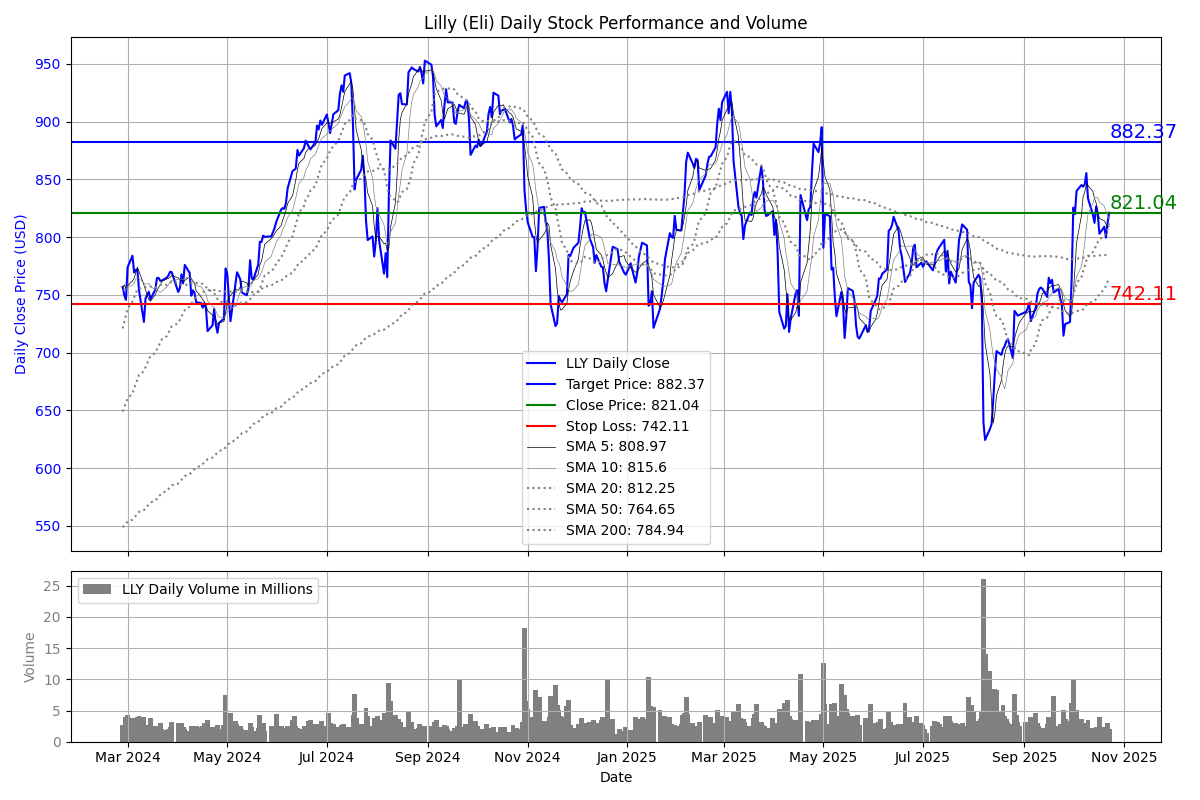 Lilly (Eli) Daily Stock Performance and Volume
Daily Close Price (USD)
950
900
850
800
750
700
650
600
550
882.37
821.04
742.11
LLY Daily Close
Target Price: 882.37
Close Price: 821.04
Stop Loss: 742.11
SMA 5: 808.97
SMA 10: 815.6
SMA 20: 812.25
SMA 50: 764.65
SMA 200: 784.94
Volume
25
20
15
10
5
0
LLY Daily Volume in Millions
Mar 2024 May 2024 Jul 2024 Sep 2024 Nov 2024 Jan 2025 Mar 2025 May 2025 Jul 2025 Sep 2025 Nov 2025
Date